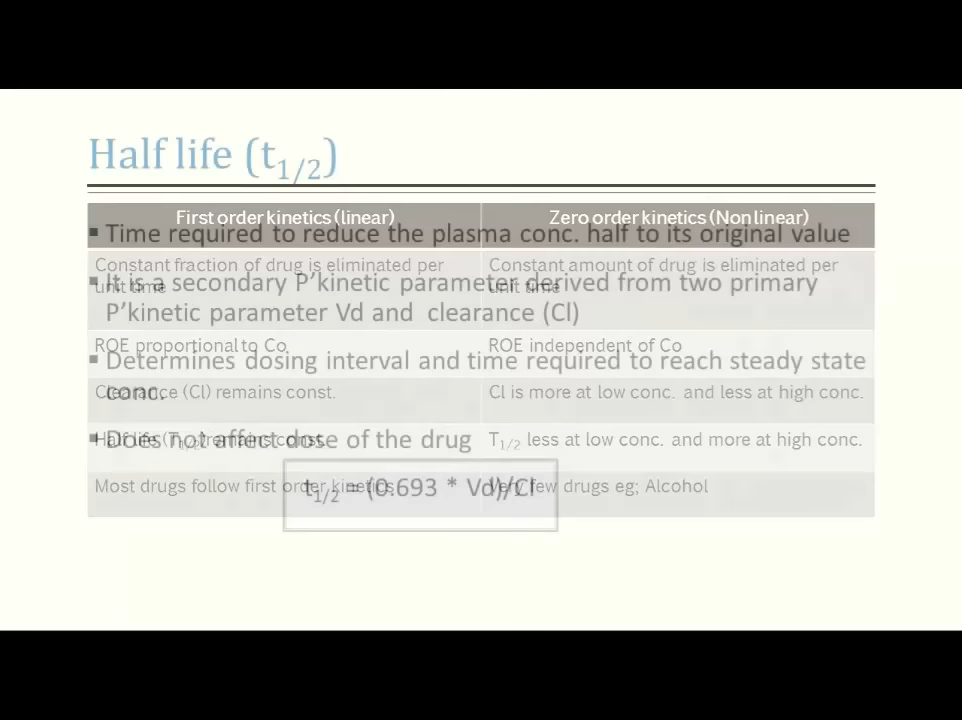 Half life (t1/2)
First order kinetics (linear) Zero order kinetics (Non linear)
▪ Time required to reduce the plasma conc. half to its original value
Constant fraction of drug is eliminated per unit time
Constant amount of drug is eliminated per unit time
▪ It is a secondary P’kinetic parameter derived from two primary
P’kinetic parameter Vd and clearance (Cl)
ROE proportional to Co ROE independent of Co
▪ Determines dosing interval and time required to reach steady state
conc.
Clearance (Cl) remains const. Cl is more at low conc. and less at high conc.
▪ Does not affect dose of the drug
Half life (T1/2) remains const. T1/2 less at low conc. and more at high conc.
Most drugs follow first order kinetics Very few drugs eg; Alcohol
t1/2 = (0.693 * Vd)/Cl